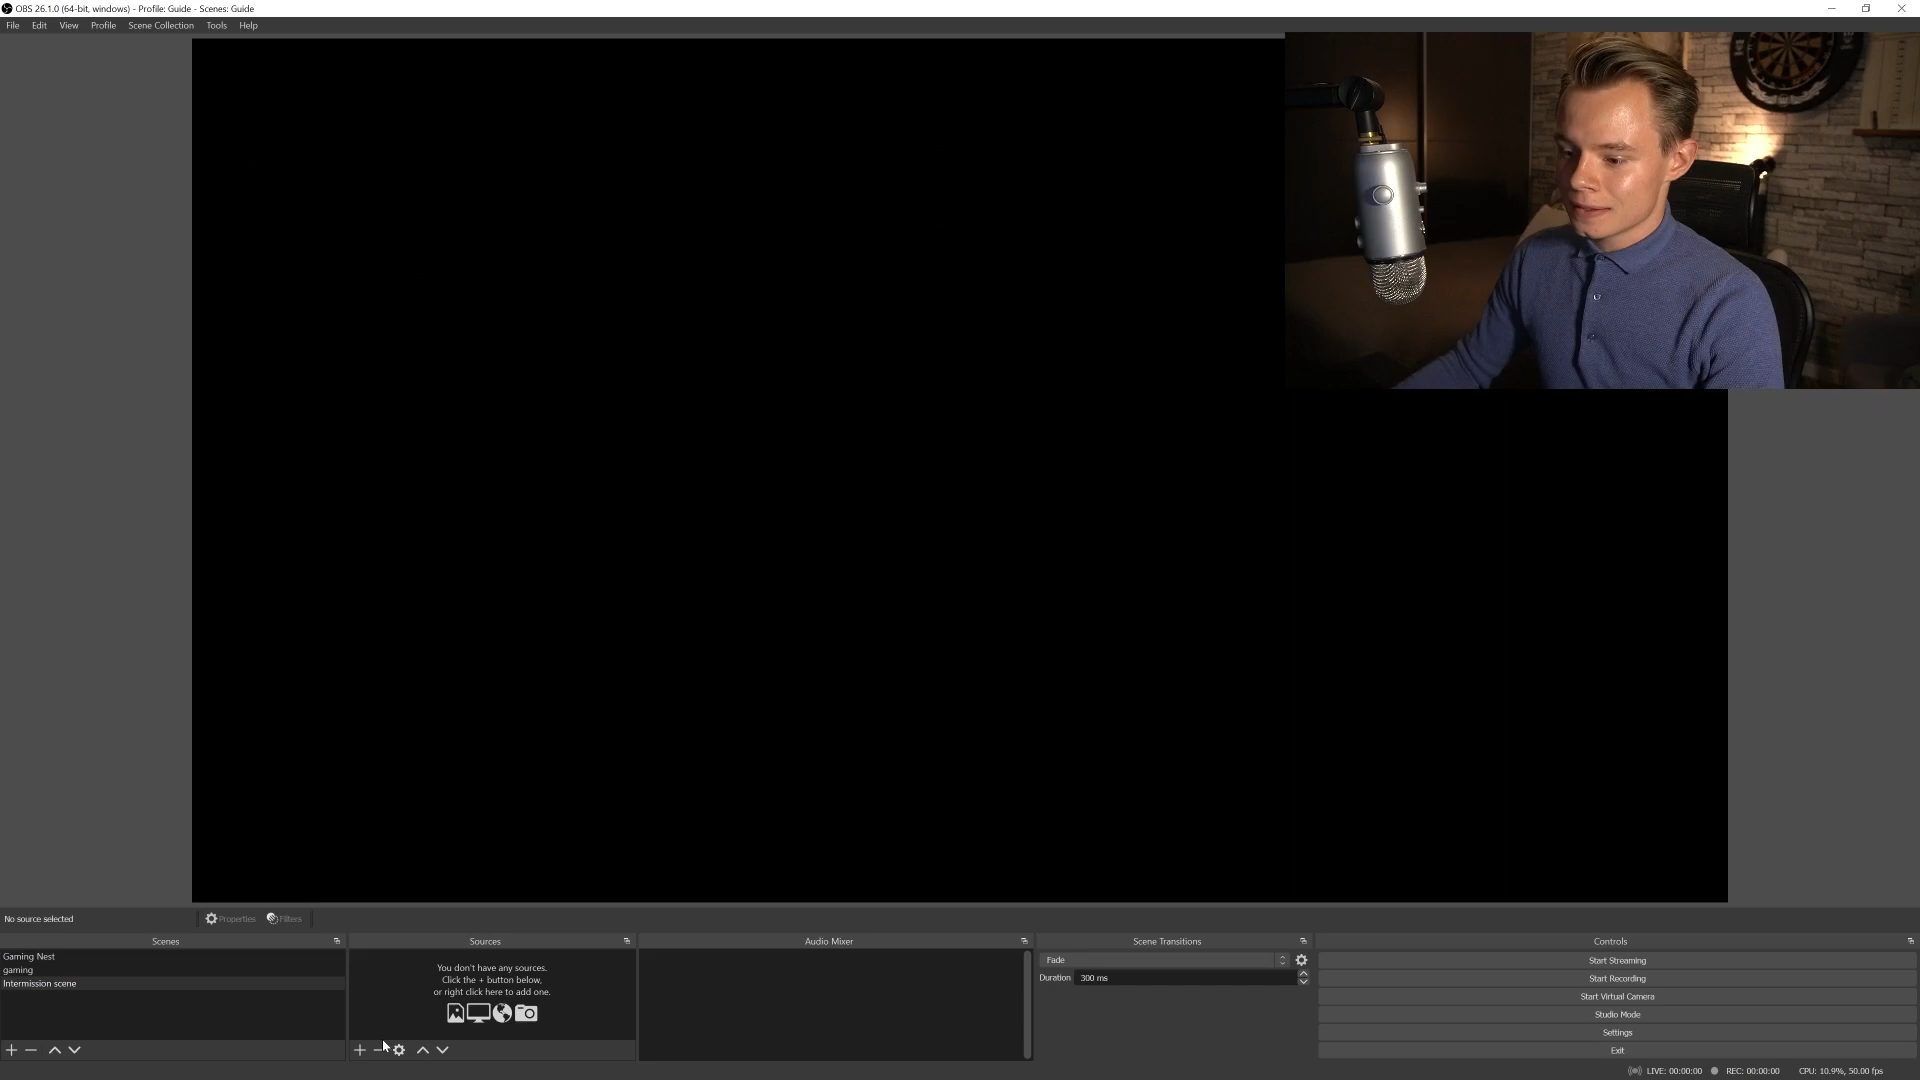 OBS 26.1.0 (64-bit, windows) - Profile: Guide - Scenes: Guide
File Edit View Profile Scene Collection Tools Help
No source selected Properties Filters
Scenes
Gaming Nest
gaming
Intermission scene
Sources
You don't have any sources.
Click the + button below,
or right click here to add one.
Audio Mixer
Scene Transitions
Fade
Duration 300 ms
Controls
Start Streaming
Start Recording
Start Virtual Camera
Studio Mode
Settings
Exit
LIVE: 00:00:00 REC: 00:00:00 CPU: 10.9%, 50.00 fps